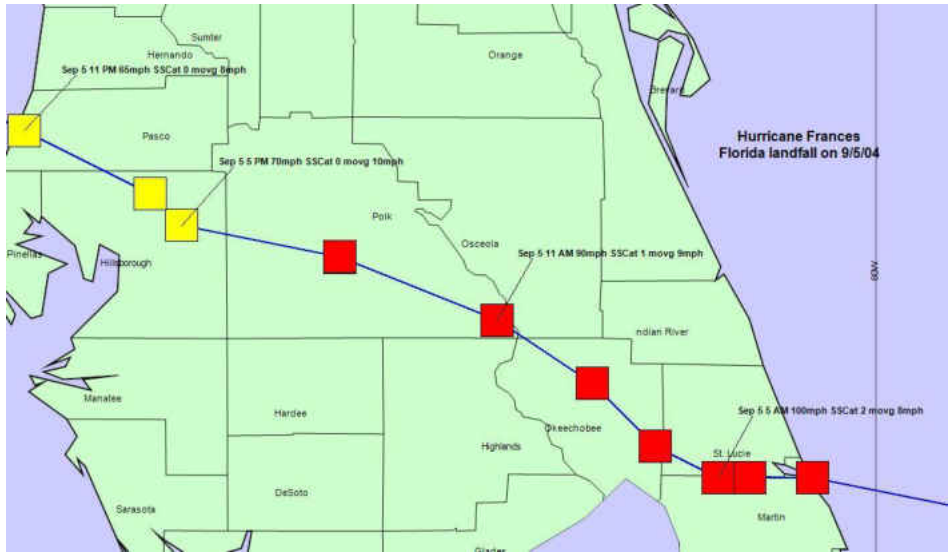 Sumter
Orange
Hernando
Sep 5 11 PM 65mph SSCat 0 movg 8mph
Brevard
Pasco
Hurricane Frances
Florida landfall on 9/5/04
Sep 5 5 PM 70mph SSCat 0 movg 10mph
Polk
Osceola
Pinellas
Hillsborough
Sep 5 11 AM 90mph SSCat 1 movg 9mph
80W
ndian River
Manatee
Hardee
Sep 5 5 AM 100mph SSCat 2 movg 8mph
Okeechobee
Highlands
St. Lucie
DeSoto
Sarasota
Martin
Glades